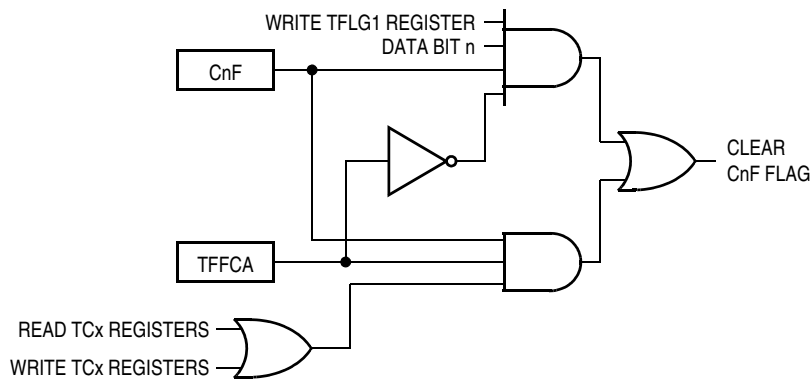 WRITE TFLG1 REGISTER
DATA BIT n
CnF
CLEAR
CnF FLAG
TFFCA
READ TCx REGISTERS
WRITE TCx REGISTERS